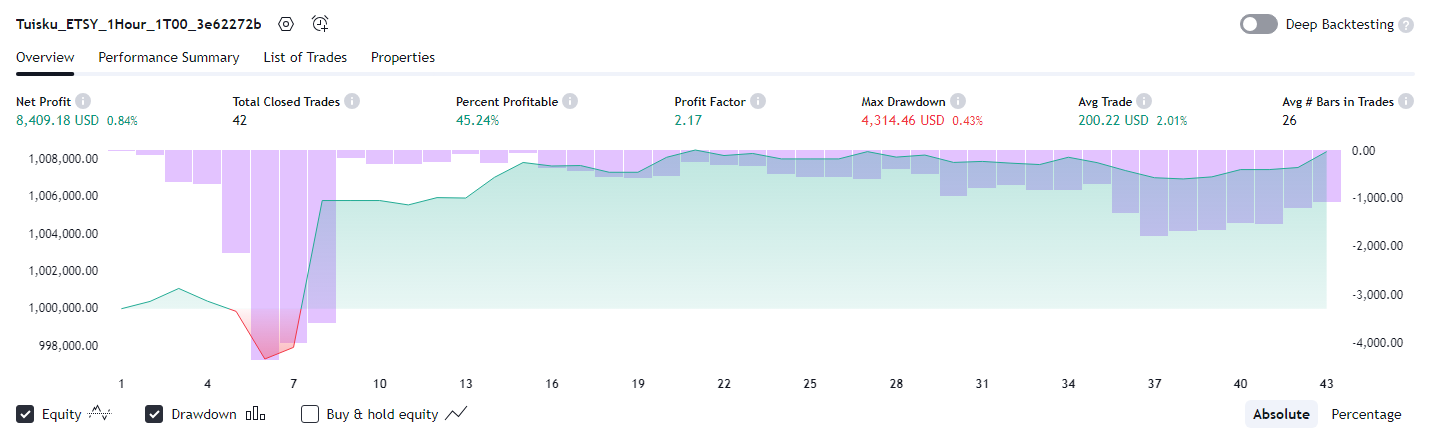 Tuisku_ETSY_1Hour_1T00_3e62272b
Deep Backtesting ?
Overview Performance Summary List of Trades Properties
Net Profit Total Closed Trades Percent Profitable Profit Factor Max Drawdown Avg Trade Avg # Bars in Trades
8,409.18 USD 0.84% 42 45.24% 2.17 4,314.46 USD 0.43% 200.22 USD 2.01% 26
1,008,000.00 0.00
1,006,000.00 -1,000.00
1,004,000.00 -2,000.00
1,002,000.00
1,000,000.00 -3,000.00
998,000.00 -4,000.00
1 4 7 10 13 16 19 22 25 28 31 34 37 40 43
Equity Drawdown Buy & hold equity Absolute Percentage